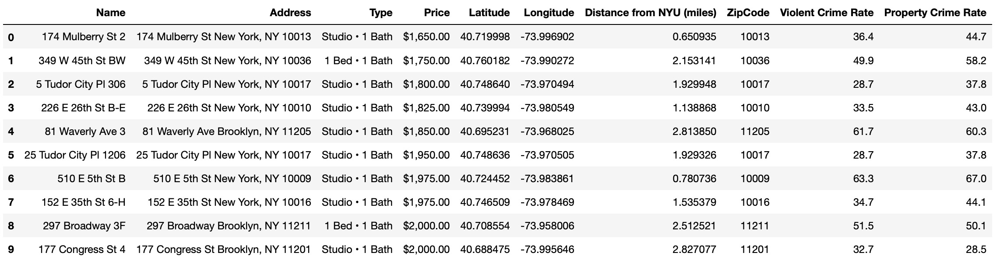 Name Address Type Price Latitude Longitude Distance from NYU (miles) ZipCode Violent Crime Rate Property Crime Rate
0 174 Mulberry St 2 174 Mulberry St New York, NY 10013 Studio • 1 Bath $1,650.00 40.719998 -73.996902 0.650935 10013 36.4 44.7
1 349 W 45th St BW 349 W 45th St New York, NY 10036 1 Bed • 1 Bath $1,750.00 40.760182 -73.990272 2.153141 10036 49.9 58.2
2 5 Tudor City Pl 306 5 Tudor City Pl New York, NY 10017 Studio • 1 Bath $1,800.00 40.748640 -73.970494 1.929948 10017 28.7 37.8
3 226 E 26th St B-E 226 E 26th St New York, NY 10010 Studio • 1 Bath $1,825.00 40.739994 -73.980549 1.138868 10010 33.5 43.0
4 81 Waverly Ave 3 81 Waverly Ave Brooklyn, NY 11205 Studio • 1 Bath $1,850.00 40.695231 -73.968025 2.813850 11205 61.7 60.3
5 25 Tudor City Pl 1206 25 Tudor City Pl New York, NY 10017 Studio • 1 Bath $1,950.00 40.748636 -73.970505 1.929326 10017 28.7 37.8
6 510 E 5th St B 510 E 5th St New York, NY 10009 Studio • 1 Bath $1,975.00 40.724452 -73.983861 0.780736 10009 63.3 67.0
7 152 E 35th St 6-H 152 E 35th St New York, NY 10016 Studio • 1 Bath $1,975.00 40.746509 -73.978469 1.535379 10016 34.7 44.1
8 297 Broadway 3F 297 Broadway Brooklyn, NY 11211 1 Bed • 1 Bath $2,000.00 40.708554 -73.958006 2.512521 11211 51.5 50.1
9 177 Congress St 4 177 Congress St Brooklyn, NY 11201 Studio • 1 Bath $2,000.00 40.688475 -73.995646 2.827077 11201 32.7 28.5